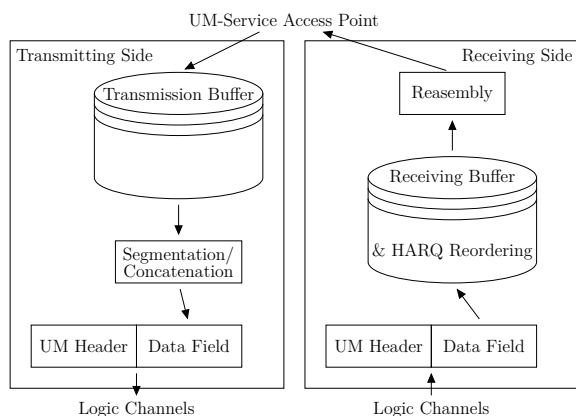 UM-Service Access Point
Transmitting Side
Transmission Buffer
Segmentation/
Concatenation
UM Header
Data Field
Logic Channels
Receiving Side
Reassembly
Receiving Buffer
& HARQ Reordering
UM Header
Data Field
Logic Channels